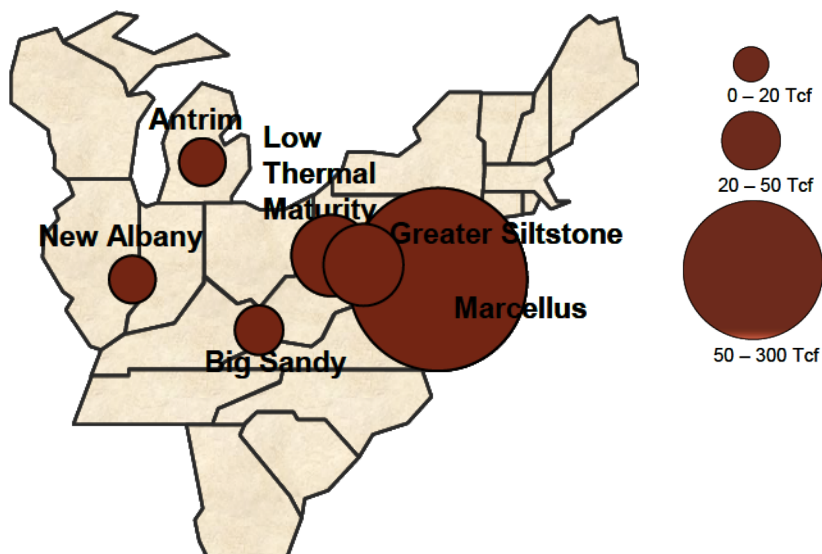 Antrim
Low
Thermal
Maturity
New Albany
Greater Siltstone
Marcellus
Big Sandy
0 – 20 Tcf
20 – 50 Tcf
50 – 300 Tcf